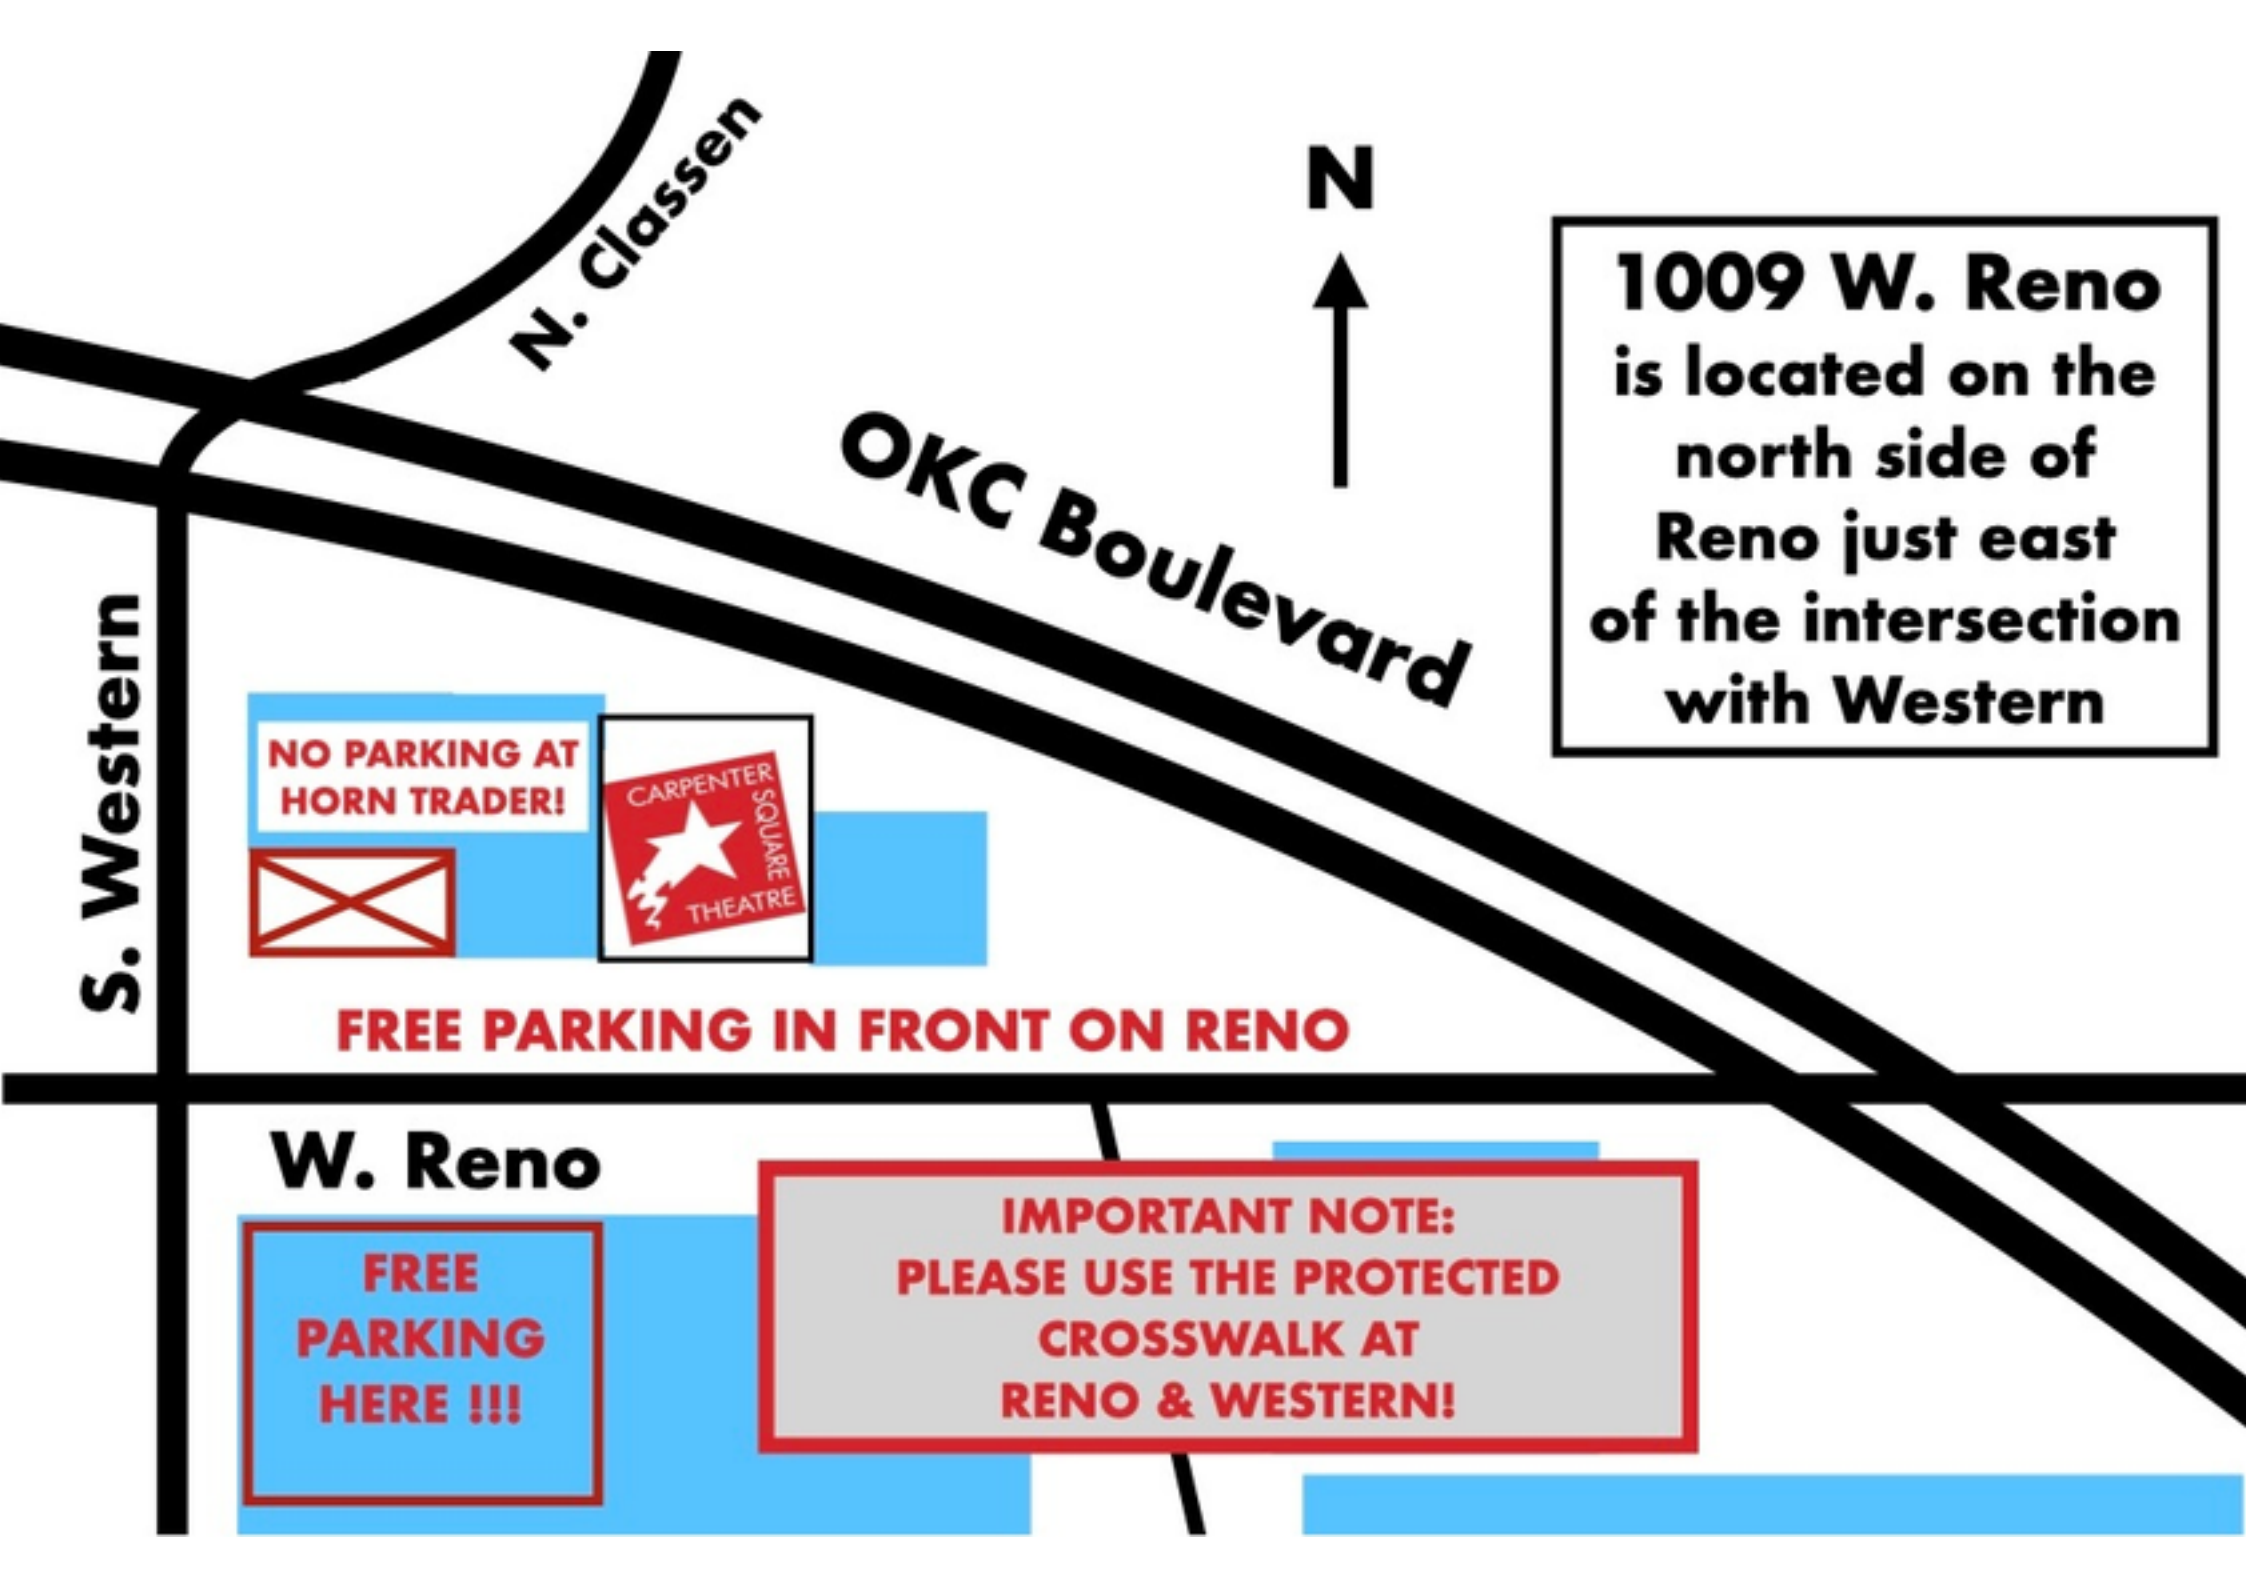 N. Classen
N
OKC Boulevard
1009 W. Reno
is located on the
north side of
Reno just east
of the intersection
with Western
S. Western
NO PARKING AT
HORN TRADER!
CARPENTER
SQUARE
THEATRE
FREE PARKING IN FRONT ON RENO
W. Reno
FREE
PARKING
HERE !!!
IMPORTANT NOTE:
PLEASE USE THE PROTECTED
CROSSWALK AT
RENO & WESTERN!